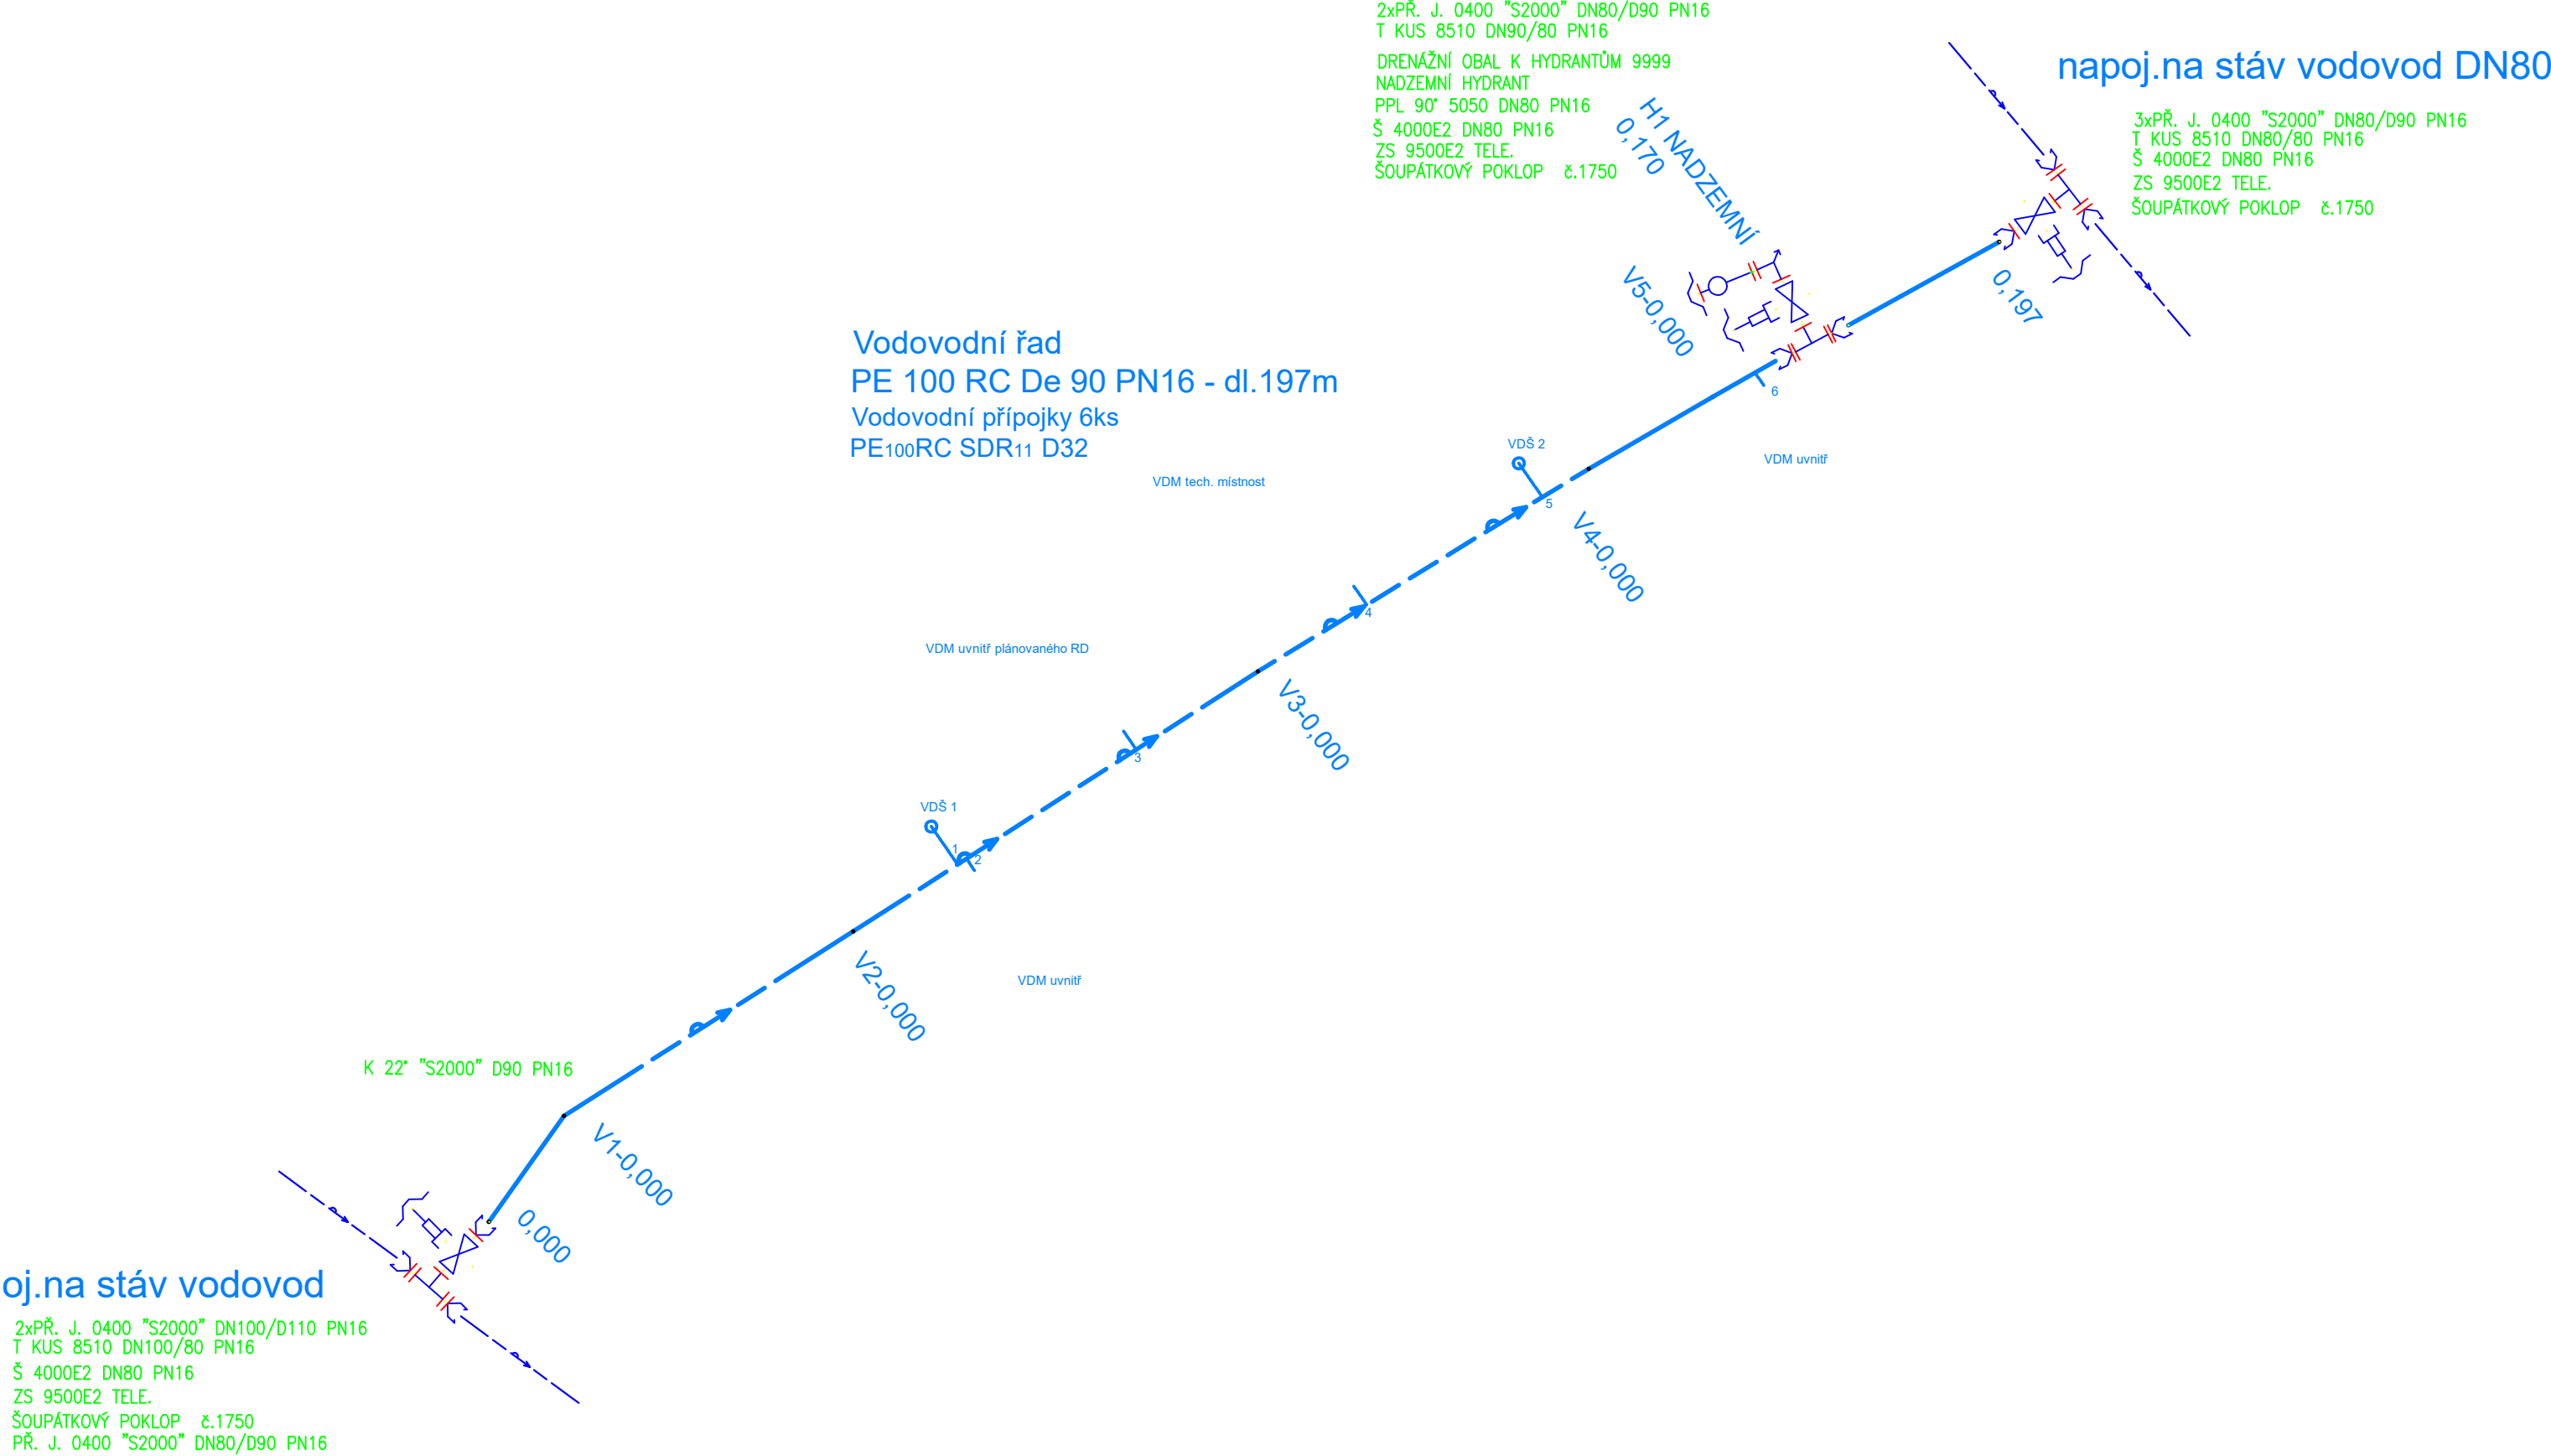 2xPŘ. J. 0400 "S2000" DN80/D90 PN16
T KUS 8510 DN90/80 PN16
DRENÁŽNÍ OBAL K HYDRANTŮM 9999
NADZEMNÍ HYDRANT
PPL 90° 5050 DN80 PN16
Š 4000E2 DN80 PN16
ZS 9500E2 TELE.
ŠOUPÁTKOVÝ POKLOP č.1750
napoj.na stáv vodovod DN80
3xPŘ. J. 0400 "S2000" DN80/D90 PN16
T KUS 8510 DN80/80 PN16
Š 4000E2 DN80 PN16
ZS 9500E2 TELE.
ŠOUPÁTKOVÝ POKLOP č.1750
H1 NADZEMNÍ
0,170
V5-0,000
0,197
Vodovodní řad
PE 100 RC De 90 PN16 - dl.197m
Vodovodní přípojky 6ks
PE100RC SDR11 D32
6
VDŠ 2
VDM uvnitř
VDM tech. místnost
5
V4-0,000
4
VDM uvnitř plánovaného RD
V3-0,000
3
VDŠ 1
1
2
V2-0,000
VDM uvnitř
K 22° "S2000" D90 PN16
V1-0,000
0,000
oj.na stáv vodovod
2xPŘ. J. 0400 "S2000" DN100/D110 PN16
T KUS 8510 DN100/80 PN16
Š 4000E2 DN80 PN16
ZS 9500E2 TELE.
ŠOUPÁTKOVÝ POKLOP č.1750
PŘ. J. 0400 "S2000" DN80/D90 PN16